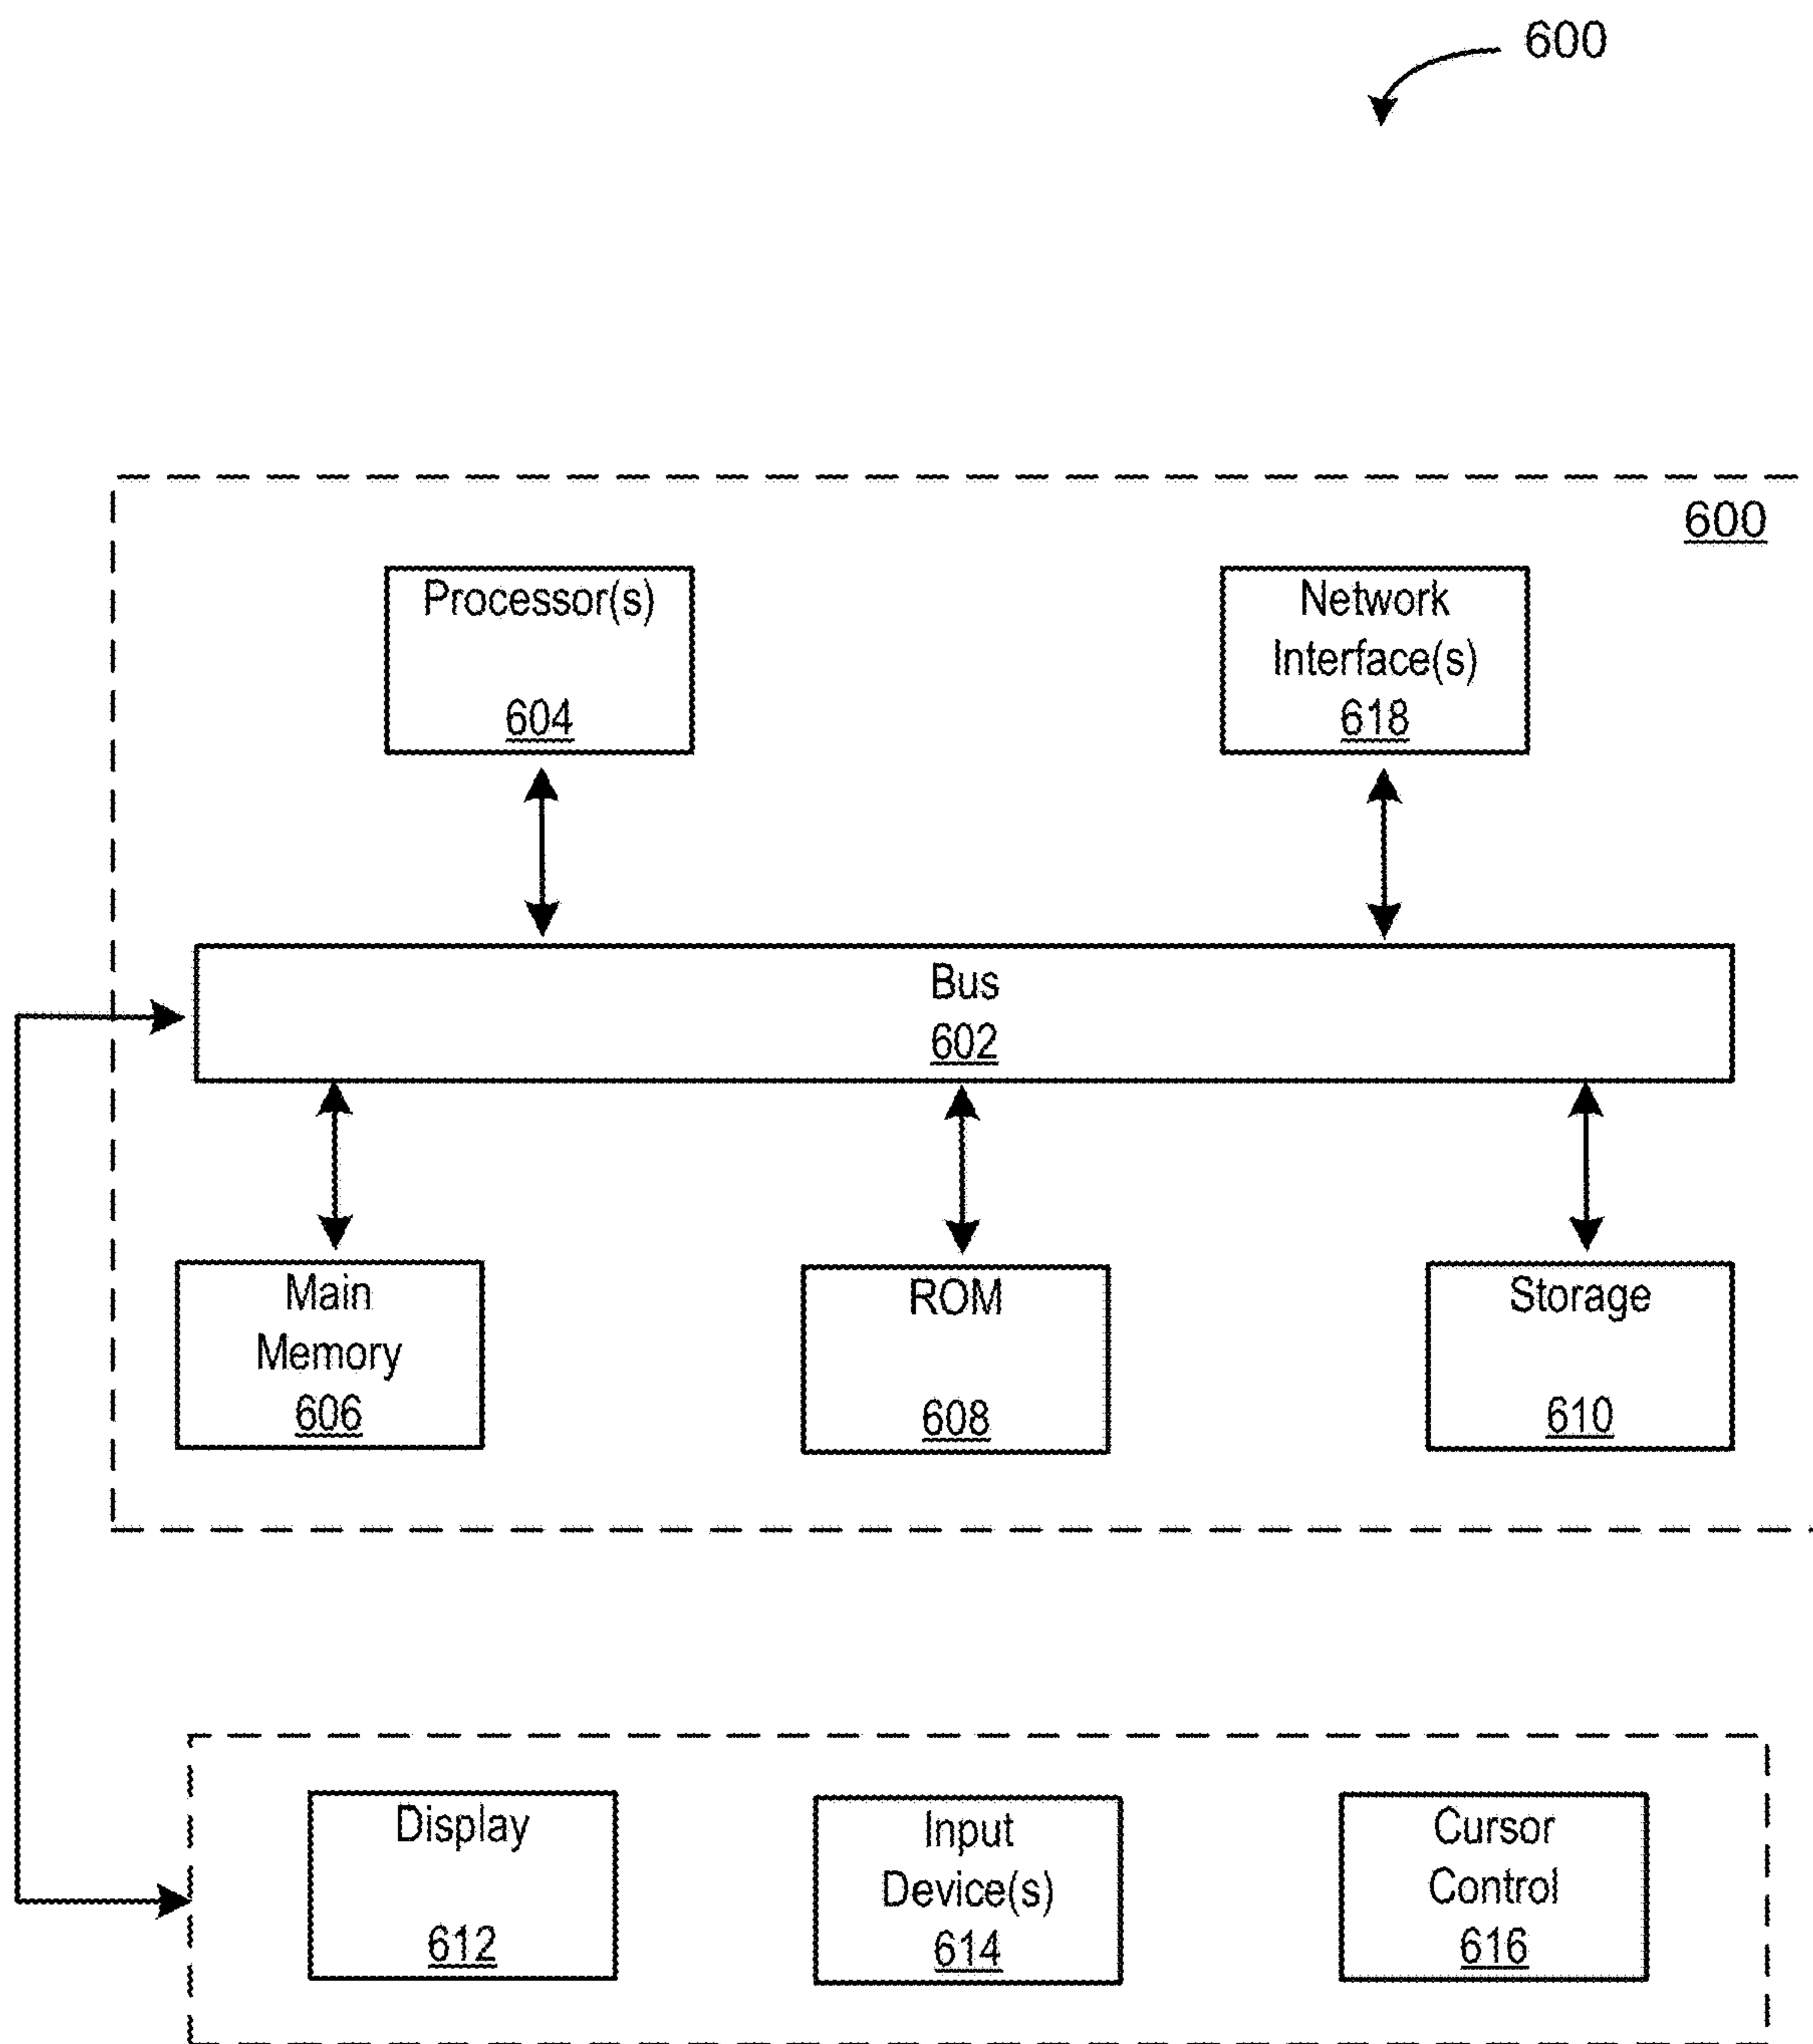 600
600
Processor(s)
604
Network
Interface(s)
618
Bus
602
Main
Memory
606
ROM
608
Storage
610
Display
612
Input
Device(s)
614
Cursor
Control
616